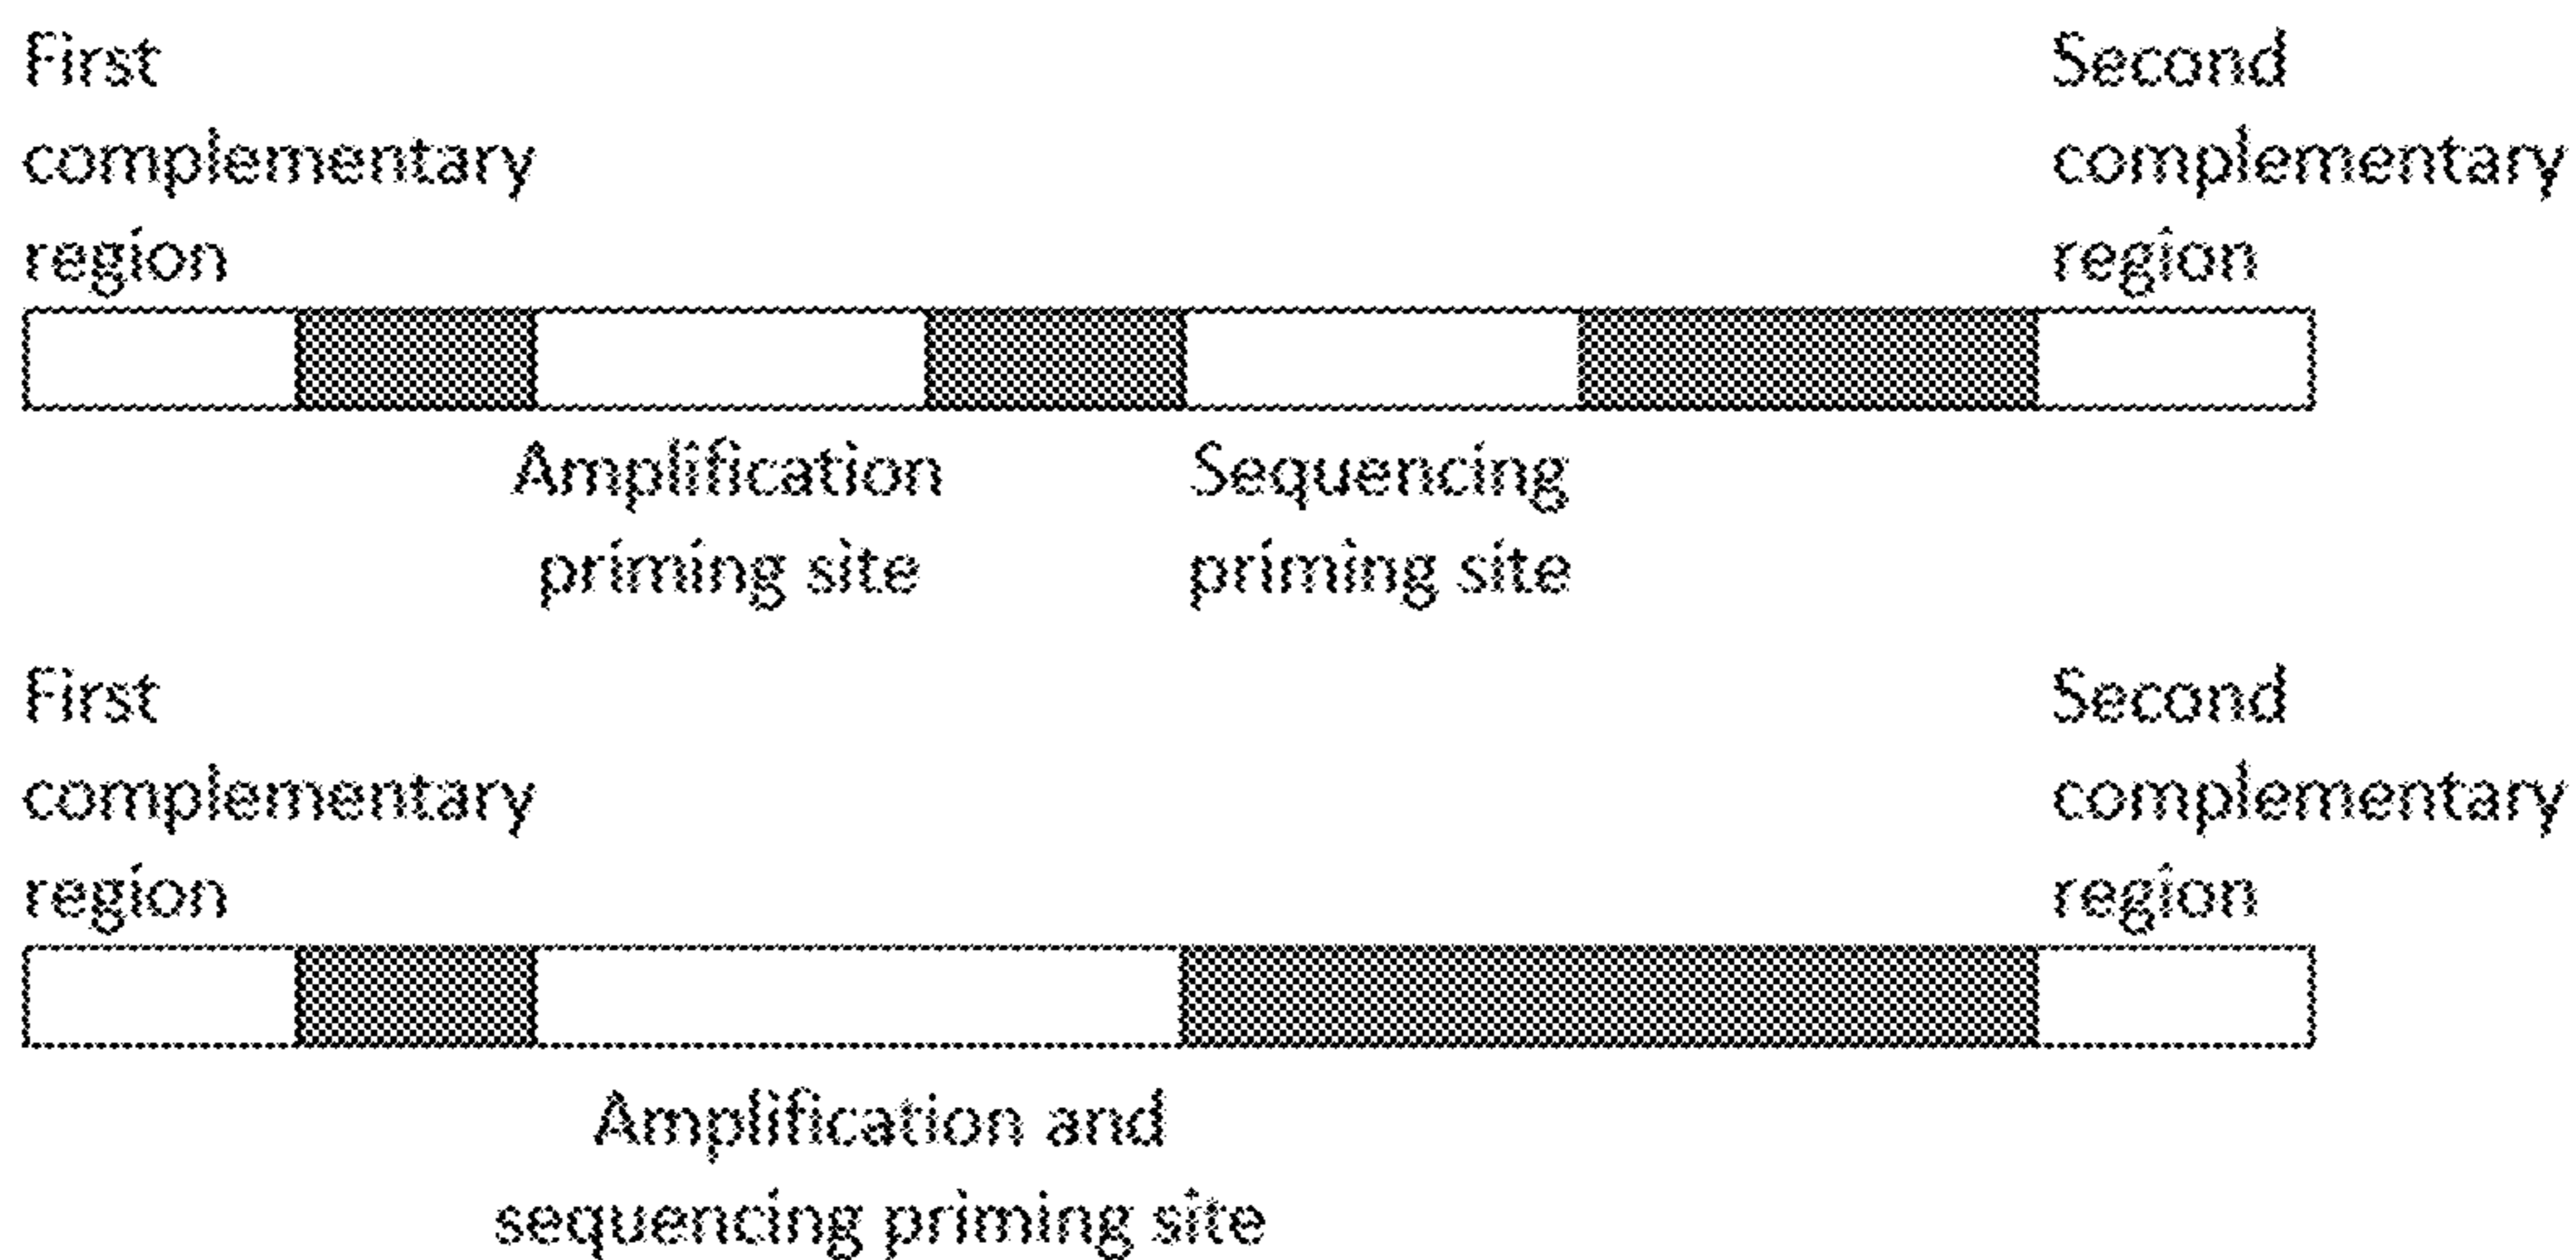 First
complementary
region
Second
complementary
region
Amplification
priming site
Sequencing
priming site
First
complementary
region
Second
complementary
region
Amplification and
sequencing priming site